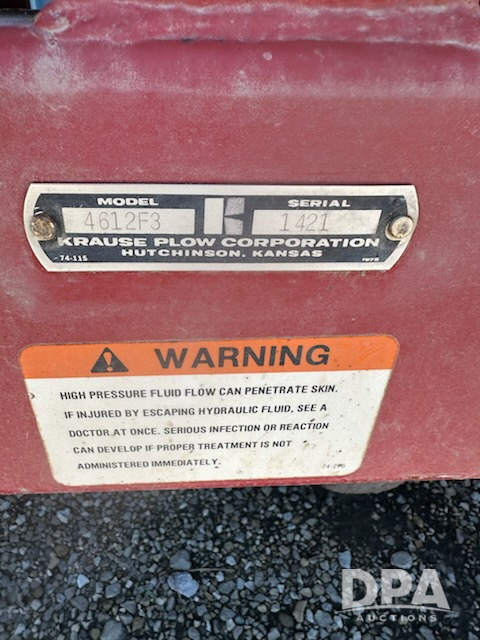 MODEL SERIAL
4612F3 K 1421
KRAUSE PLOW CORPORATION
HUTCHINSON, KANSAS
74-115
WARNING
HIGH PRESSURE FLUID FLOW CAN PENETRATE SKIN.
IF INJURED BY ESCAPING HYDRAULIC FLUID, SEE A
DOCTOR AT ONCE. SERIOUS INFECTION OR REACTION
CAN DEVELOP IF PROPER TREATMENT IS NOT
ADMINISTERED IMMEDIATELY.
DPA
AUCTIONS